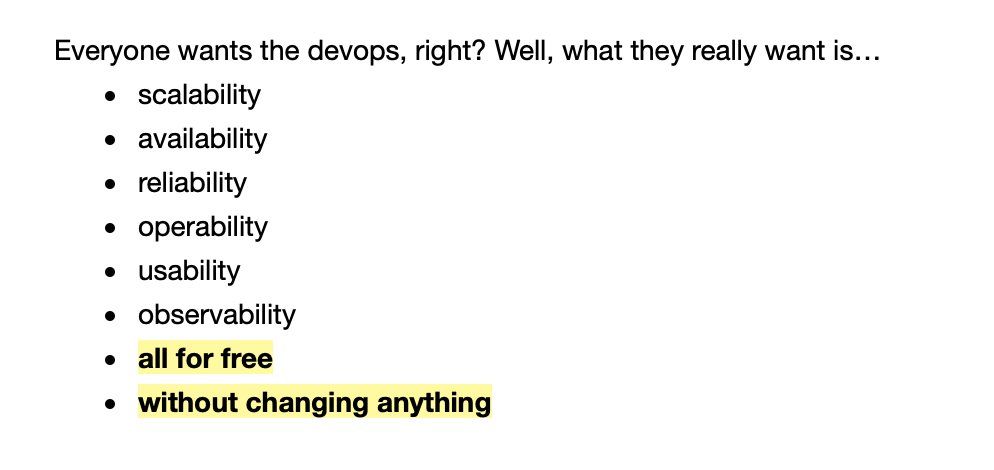 Everyone wants the devops, right? Well, what they really want is…
• scalability
• availability
• reliability
• operability
• usability
• observability
• all for free
• without changing anything